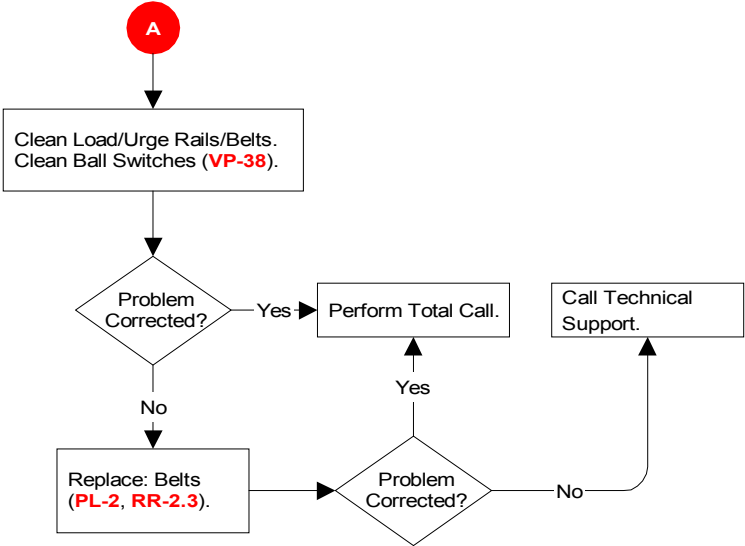 A
Clean Load/Urge Rails/Belts.
Clean Ball Switches (VP-38).
Problem
Corrected?
Yes
Perform Total Call.
Call Technical
Support.
No
Yes
Replace: Belts
(PL-2, RR-2.3).
Problem
Corrected?
No